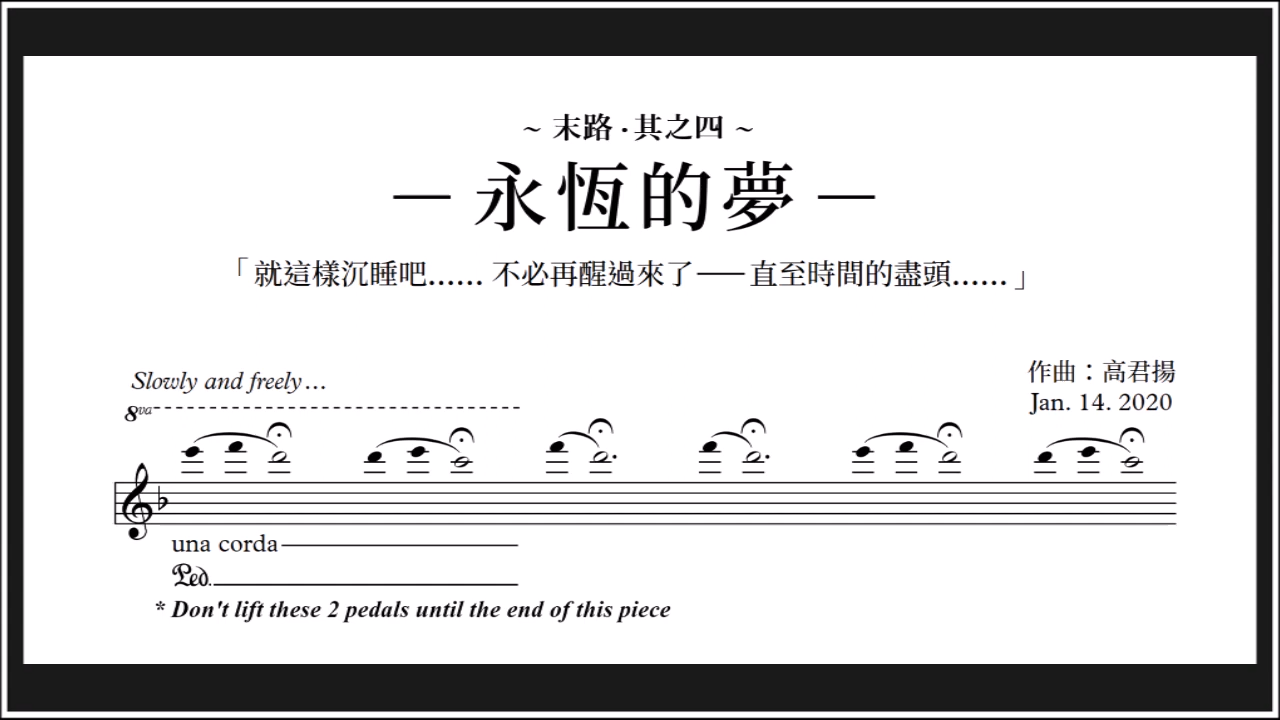 ~ 末路 · 其之四 ~
— 永恆的夢 —
「就這樣沉睡吧…… 不必再醒過來了——直至時間的盡頭……」
作曲：高君揚
Slowly and freely...
Jan. 14. 2020
8va
una corda
Ped.
* Don't lift these 2 pedals until the end of this piece